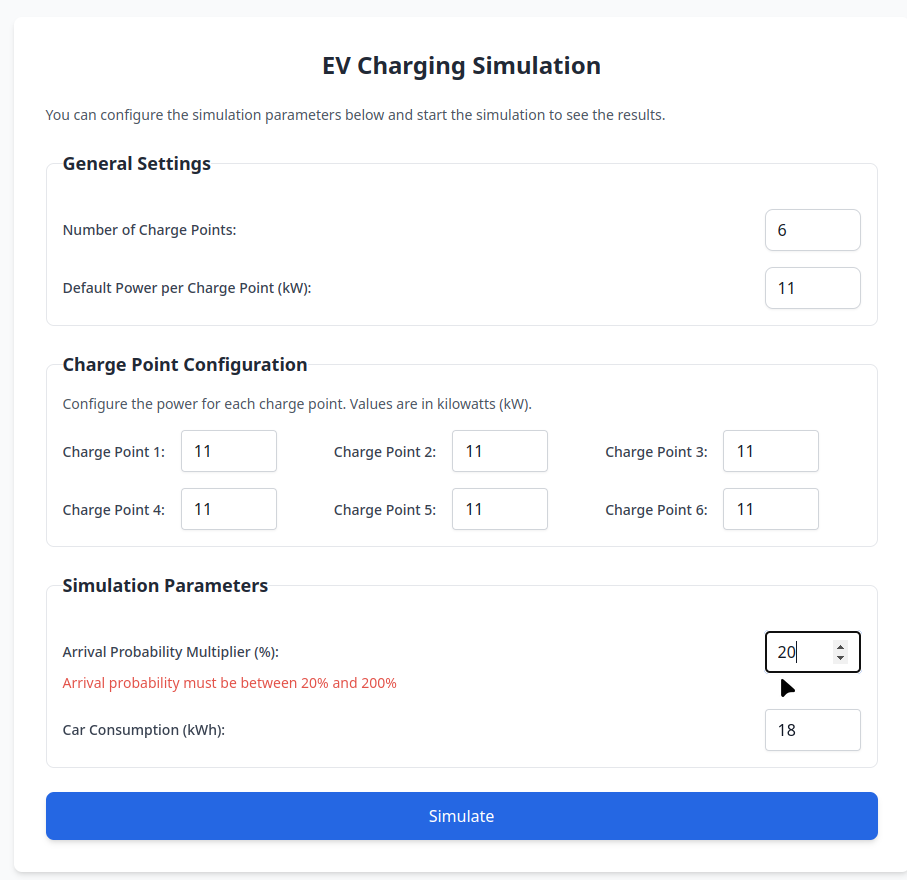 EV Charging Simulation
You can configure the simulation parameters below and start the simulation to see the results.
General Settings
Number of Charge Points: 6
Default Power per Charge Point (kW): 11
Charge Point Configuration
Configure the power for each charge point. Values are in kilowatts (kW).
Charge Point 1: 11 Charge Point 2: 11 Charge Point 3: 11
Charge Point 4: 11 Charge Point 5: 11 Charge Point 6: 11
Simulation Parameters
Arrival Probability Multiplier (%): 20
Arrival probability must be between 20% and 200%
Car Consumption (kWh): 18
Simulate